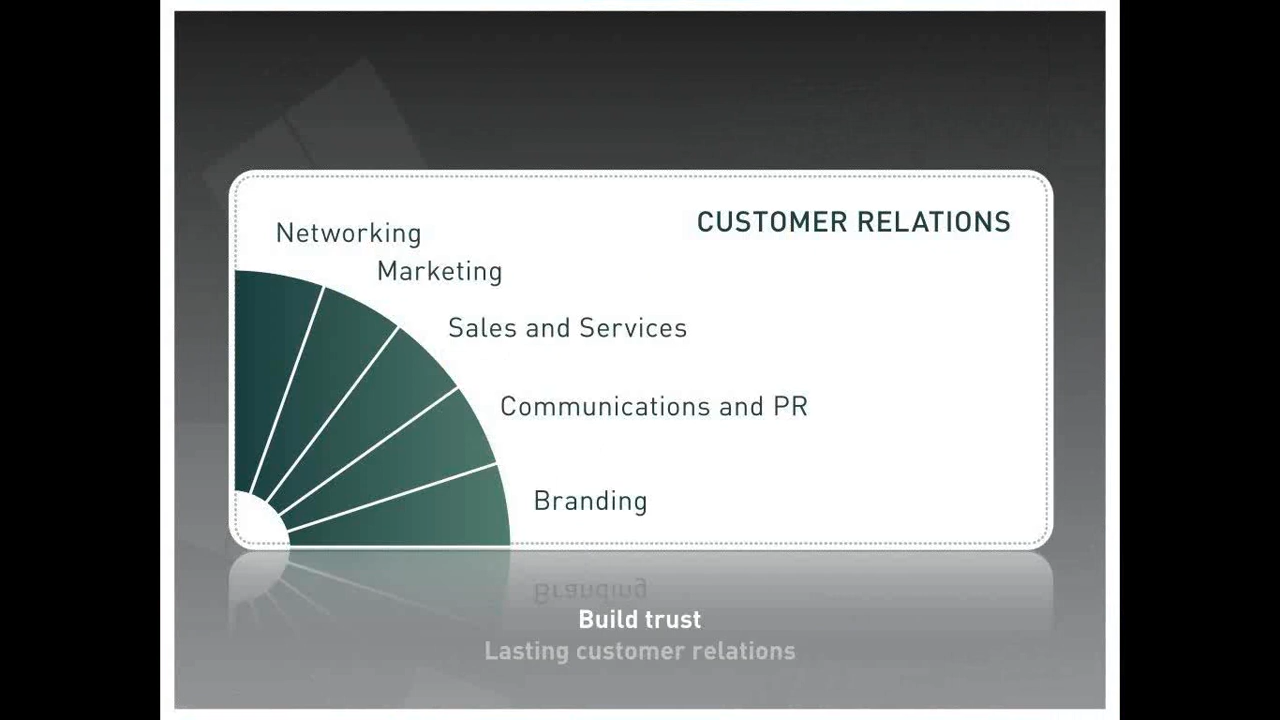 CUSTOMER RELATIONS
Networking
Marketing
Sales and Services
Communications and PR
Branding
Build trust
Lasting customer relations